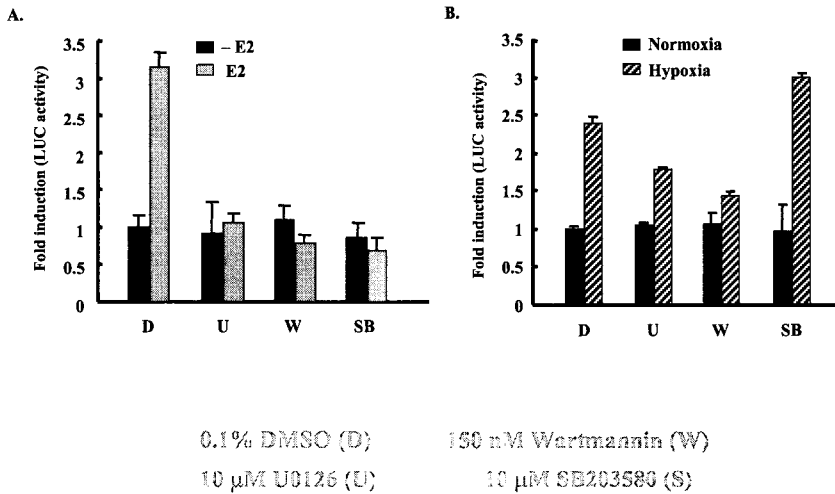 A.
3.5
3
2.5
2
1.5
1
0.5
0
Fold induction (LUC activity)
– E2
E2
D U W SB
B.
3.5
3
2.5
2
1.5
1
0.5
0
Fold induction (LUC activity)
Normoxia
Hypoxia
D U W SB
0.1% DMSO (D) 150 nM Wartmannin (W)
10 µM U0126 (U) 10 µM SB203580 (S)